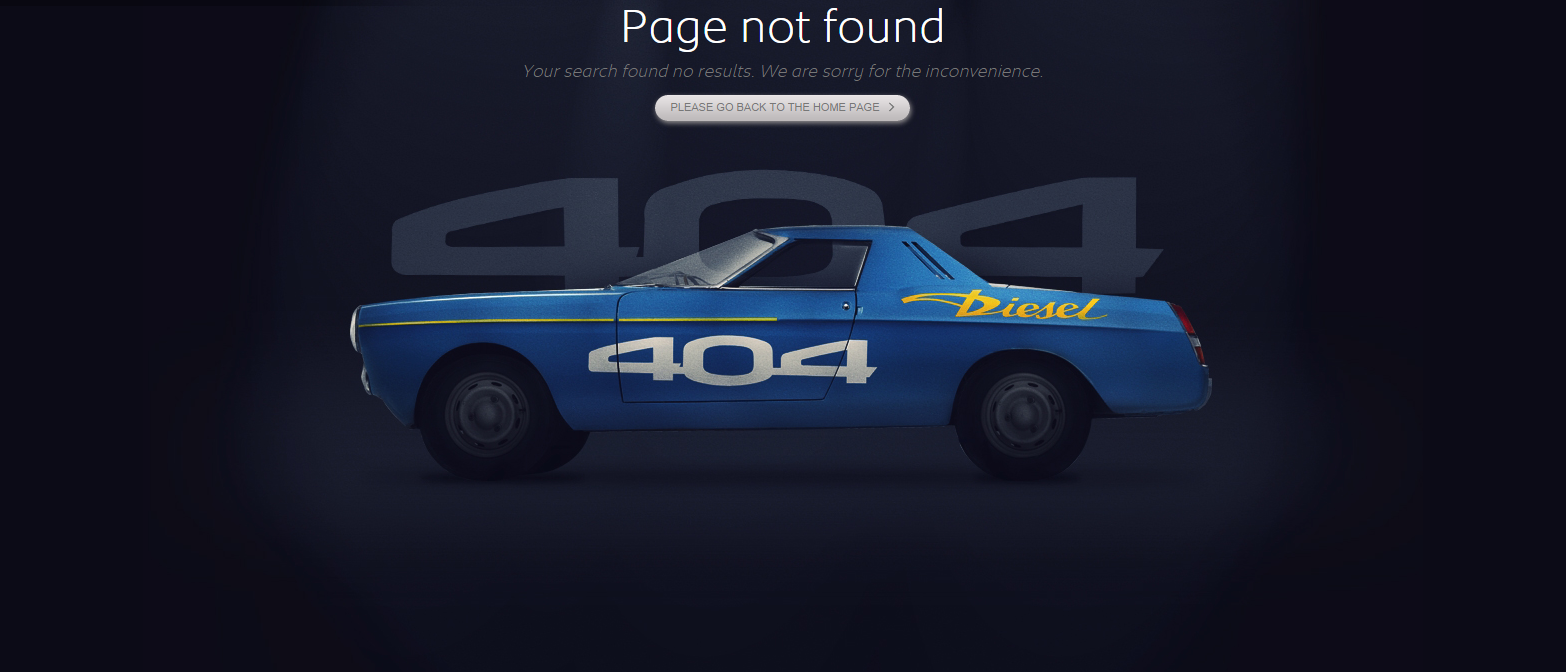 Page not found
Your search found no results. We are sorry for the inconvenience.
PLEASE GO BACK TO THE HOME PAGE >
404
Diesel
404